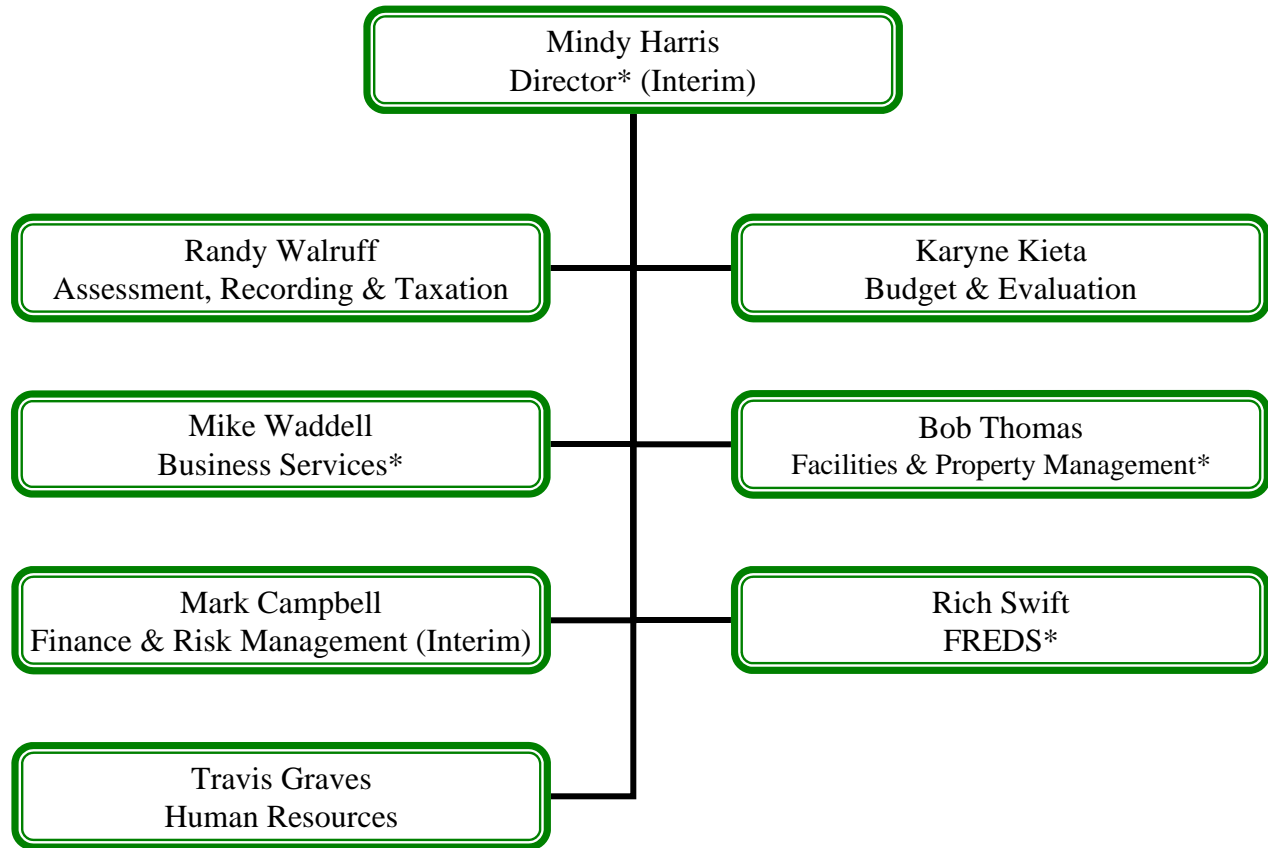 Mindy Harris
Director* (Interim)
Randy Walruff
Assessment, Recording & Taxation
Karyne Kieta
Budget & Evaluation
Mike Waddell
Business Services*
Bob Thomas
Facilities & Property Management*
Mark Campbell
Finance & Risk Management (Interim)
Rich Swift
FREDS*
Travis Graves
Human Resources